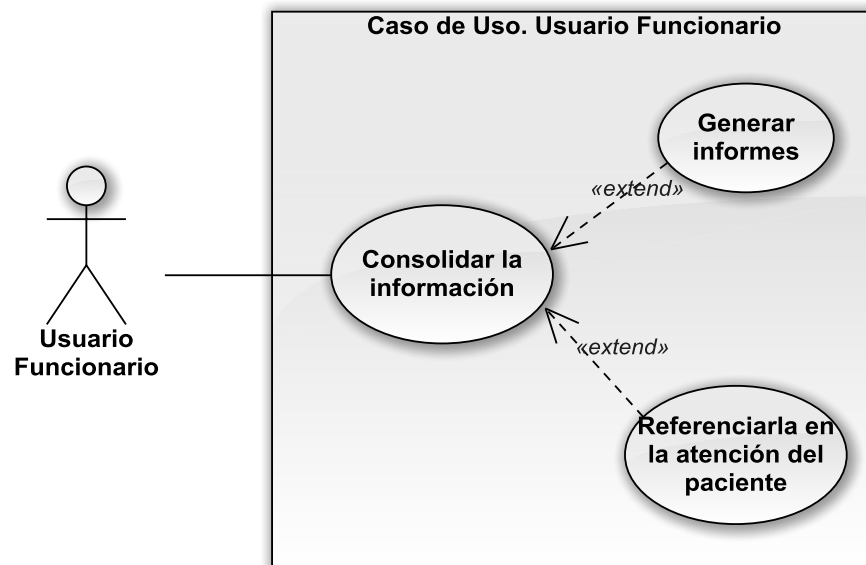 Caso de Uso. Usuario Funcionario
Generar
informes
«extend»
Consolidar la
información
Usuario
Funcionario
«extend»
Referenciarla en
la atención del
paciente